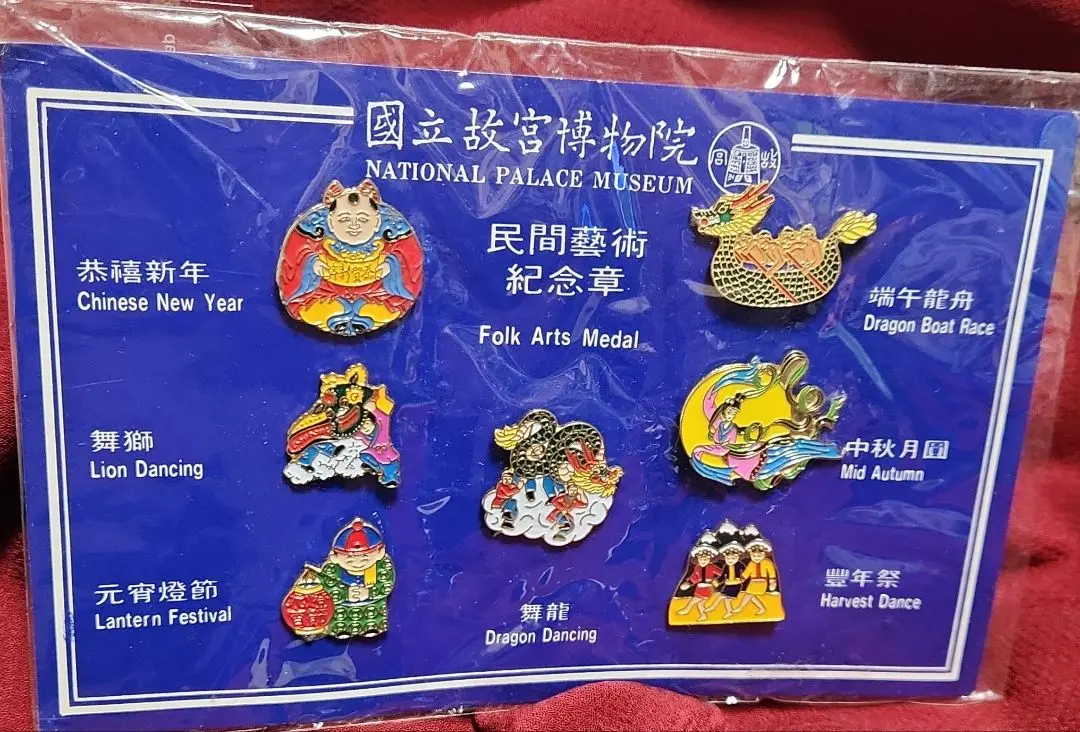 國立故宮博物院
NATIONAL PALACE MUSEUM
民間藝術
紀念章
Folk Arts Medal
恭禧新年
Chinese New Year
端午龍舟
Dragon Boat Race
舞獅
Lion Dancing
中秋月圓
Mid Autumn
元宵燈節
Lantern Festival
舞龍
Dragon Dancing
豐年祭
Harvest Dance